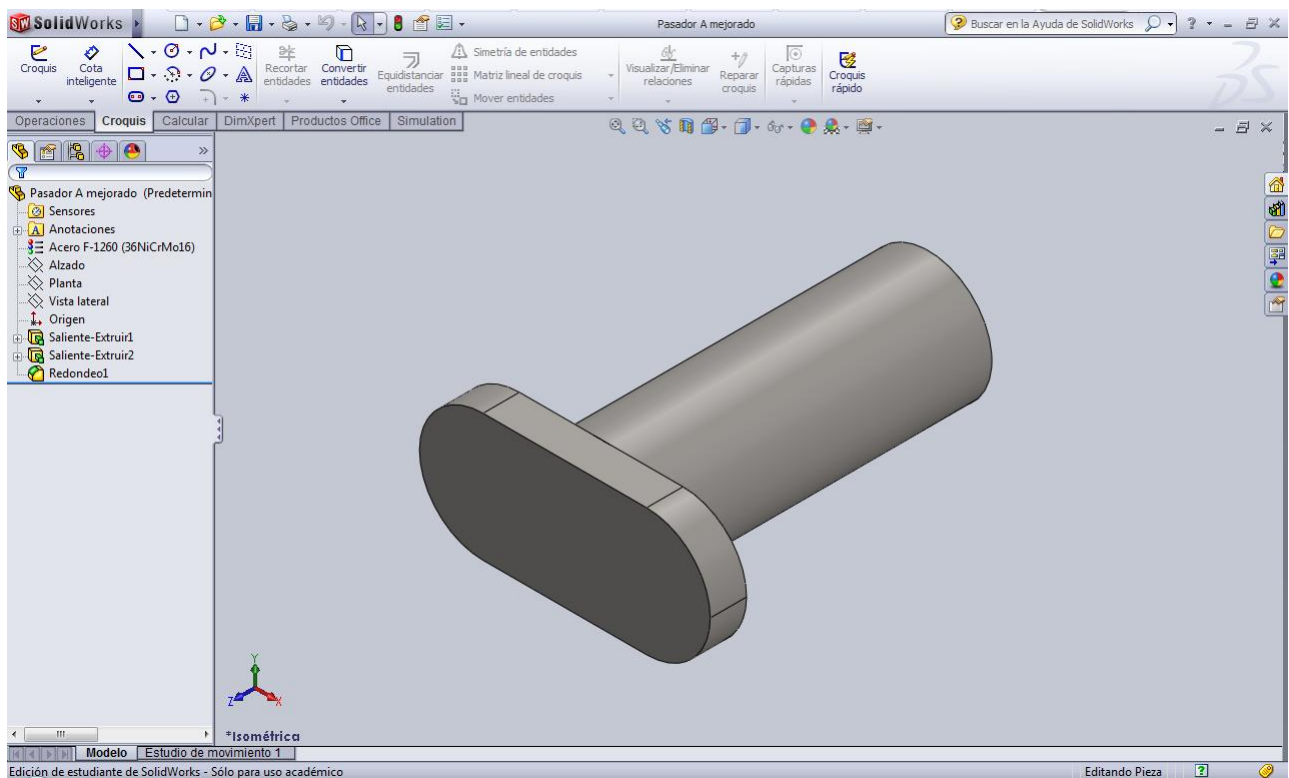 SolidWorks
Pasador A mejorado
Buscar en la Ayuda de SolidWorks
Croquis
Cota inteligente
Recortar entidades
Convertir entidades
Equidistanciar entidades
Simetría de entidades
Matriz lineal de croquis
Mover entidades
Visualizar/Eliminar relaciones
Reparar croquis
Capturas rápidas
Croquis rápido
Operaciones Croquis Calcular DimXpert Productos Office Simulation
Pasador A mejorado (Predetermin
Sensores
Anotaciones
Acero F-1260 (36NiCrMo16)
Alzado
Planta
Vista lateral
Origen
Saliente-Extruir1
Saliente-Extruir2
Redondeo1
Y
Z X
*Isométrica
Modelo Estudio de movimiento 1
Edición de estudiante de SolidWorks - Sólo para uso académico
Editando Pieza